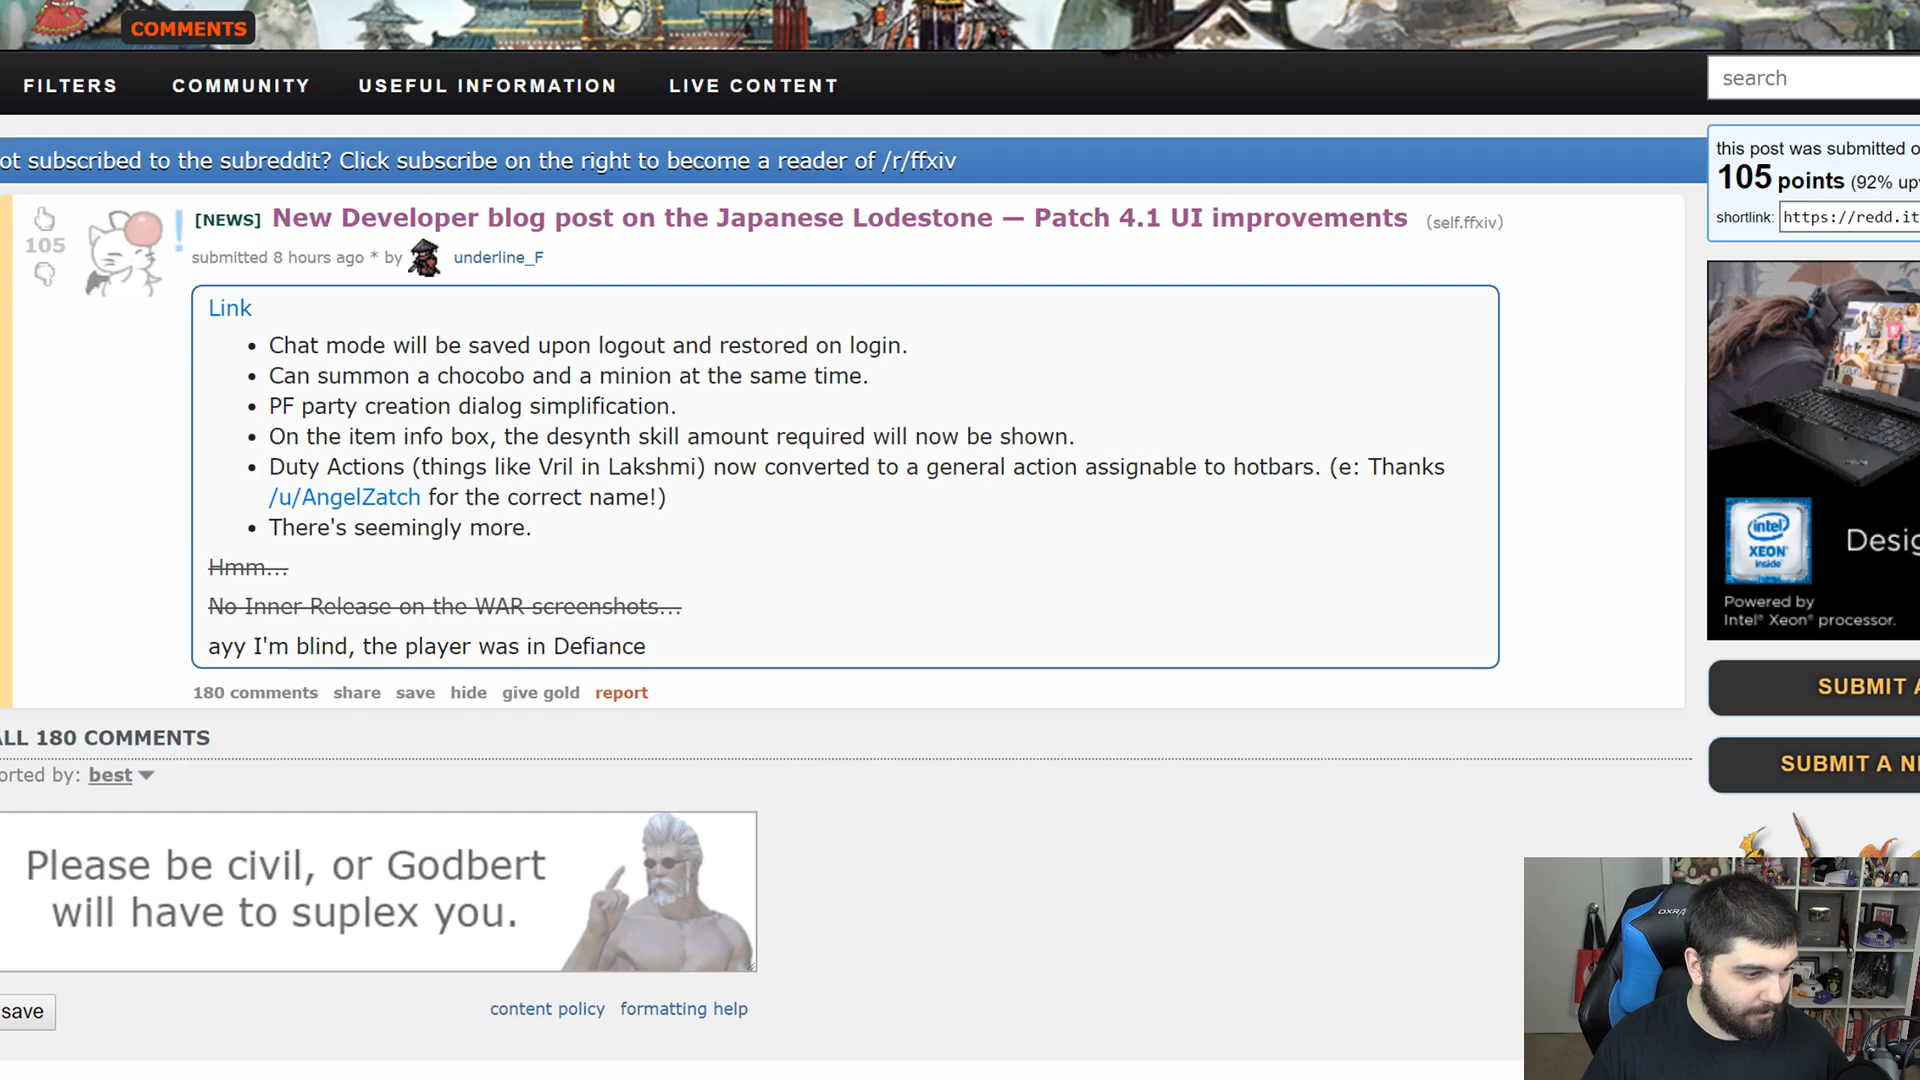 COMMENTS
FILTERS COMMUNITY USEFUL INFORMATION LIVE CONTENT
search
ot subscribed to the subreddit? Click subscribe on the right to become a reader of /r/ffxiv
this post was submitted o
105 points (92% upv
shortlink: https://redd.it
105
[NEWS] New Developer blog post on the Japanese Lodestone — Patch 4.1 UI improvements (self.ffxiv)
submitted 8 hours ago * by underline_F
Link
• Chat mode will be saved upon logout and restored on login.
• Can summon a chocobo and a minion at the same time.
• PF party creation dialog simplification.
• On the item info box, the desynth skill amount required will now be shown.
• Duty Actions (things like Vril in Lakshmi) now converted to a general action assignable to hotbars. (e: Thanks
/u/AngelZatch for the correct name!)
• There's seemingly more.
Hmm...
No Inner Release on the WAR screenshots...
ayy I'm blind, the player was in Defiance
180 comments share save hide give gold report
ALL 180 COMMENTS
orted by: best
Please be civil, or Godbert
will have to suplex you.
save
content policy formatting help
intel
XEON
inside
Desig
Powered by
Intel® Xeon® processor.
SUBMIT A
SUBMIT A NE
DXRA